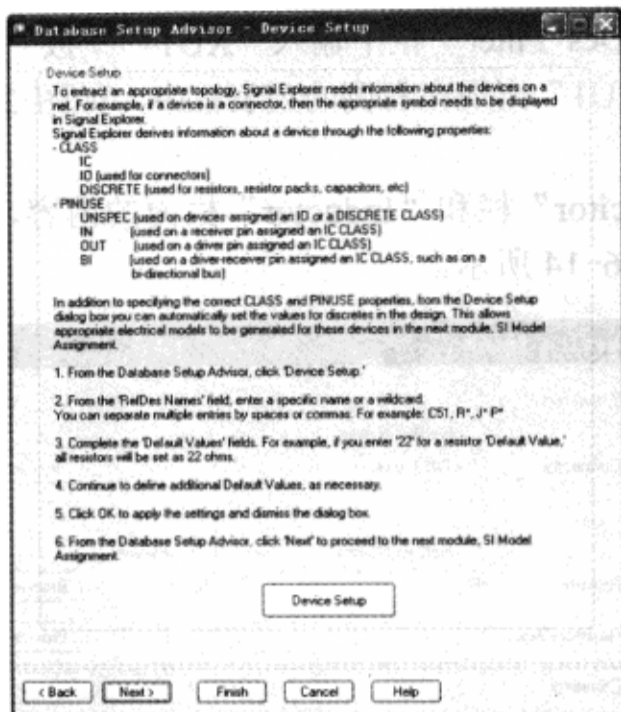 Database Setup Advisor - Device Setup
Device Setup
To extract an appropriate topology, Signal Explorer needs information about the devices on a
net. For example, if a device is a connector, then the appropriate symbol needs to be displayed
in Signal Explorer.
Signal Explorer derives information about a device through the following properties:
- CLASS
IC
IO (used for connectors)
DISCRETE (used for resistors, resistor packs, capacitors, etc)
- PINUSE
UNSPEC (used on devices assigned an IO or a DISCRETE CLASS)
IN (used on a receiver pin assigned an IC CLASS)
OUT (used on a driver pin assigned an IC CLASS)
BI (used on a driver-receiver pin assigned an IC CLASS, such as on a
bi-directional bus)
In addition to specifying the correct CLASS and PINUSE properties, from the Device Setup
dialog box you can automatically set the values for discretes in the design. This allows
appropriate electrical models to be generated for these devices in the next module, SI Model
Assignment.
1. From the Database Setup Advisor, click 'Device Setup.'
2. From the 'RefDes Names' field, enter a specific name or a wildcard.
You can separate multiple entries by spaces or commas. For example: C51, R*, J* P*
3. Complete the 'Default Values' fields. For example, if you enter '22' for a resistor 'Default Value,'
all resistors will be set as 22 ohms.
4. Continue to define additional Default Values, as necessary.
5. Click OK to apply the settings and dismiss the dialog box.
6. From the Database Setup Advisor, click 'Next' to proceed to the next module, SI Model
Assignment.
Device Setup
< Back Next > Finish Cancel Help